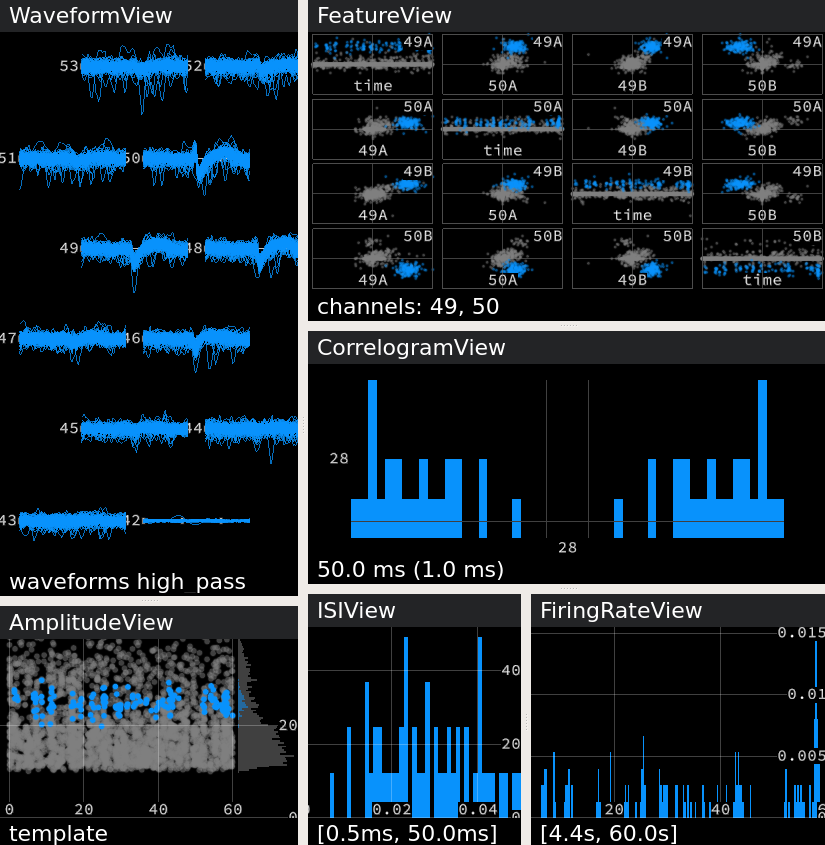 WaveformView
53
52
51
50
49
48
47
46
45
44
43
42
waveforms high_pass
FeatureView
49A 49A 49A 49A
time 50A 49B 50B
50A 50A 50A 50A
49A time 49B 50B
49B 49B 49B 49B
49A 50A time 50B
50B 50B 50B 50B
49A 50A 49B time
channels: 49, 50
CorrelogramView
28
28
50.0 ms (1.0 ms)
AmplitudeView
20
0 20 40 60 0
template
ISIView
40
20
0 0.02 0.04 0
[0.5ms, 50.0ms]
FiringRateView
0.015
0.01
0.005
20 40 6
[4.4s, 60.0s]